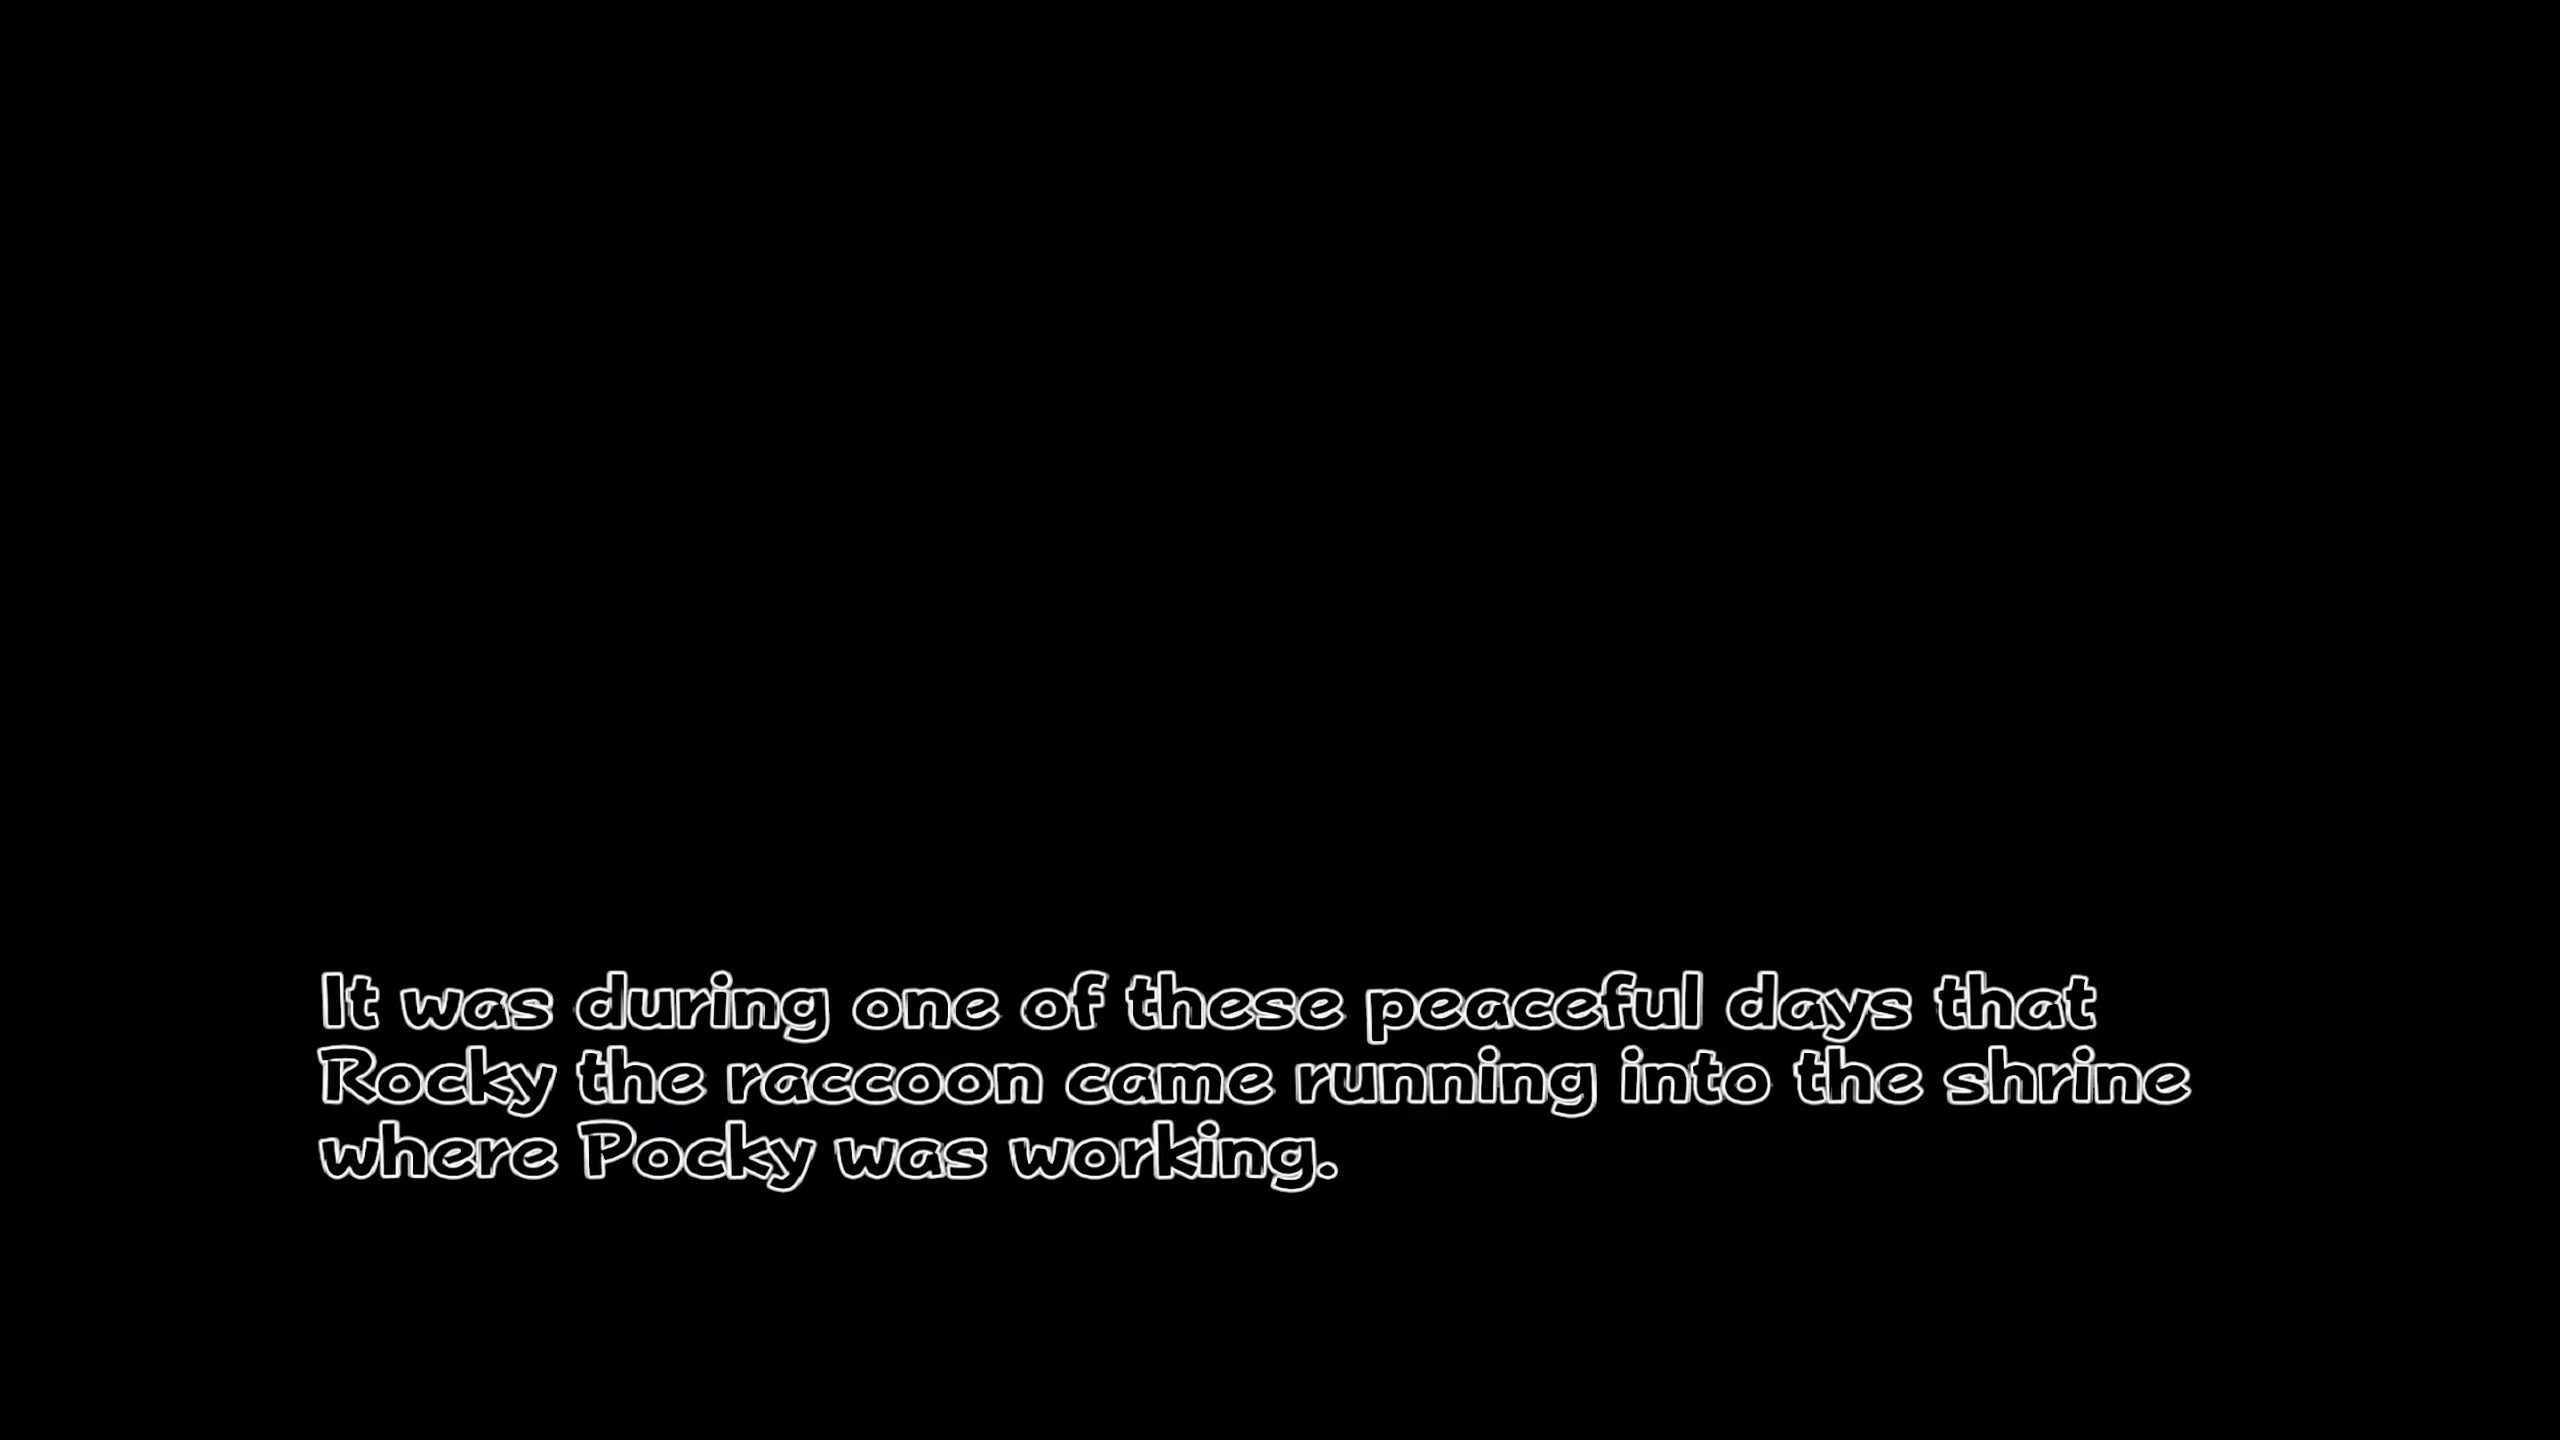 It was during one of these peaceful days that
Rocky the raccoon came running into the shrine
where Pocky was working.